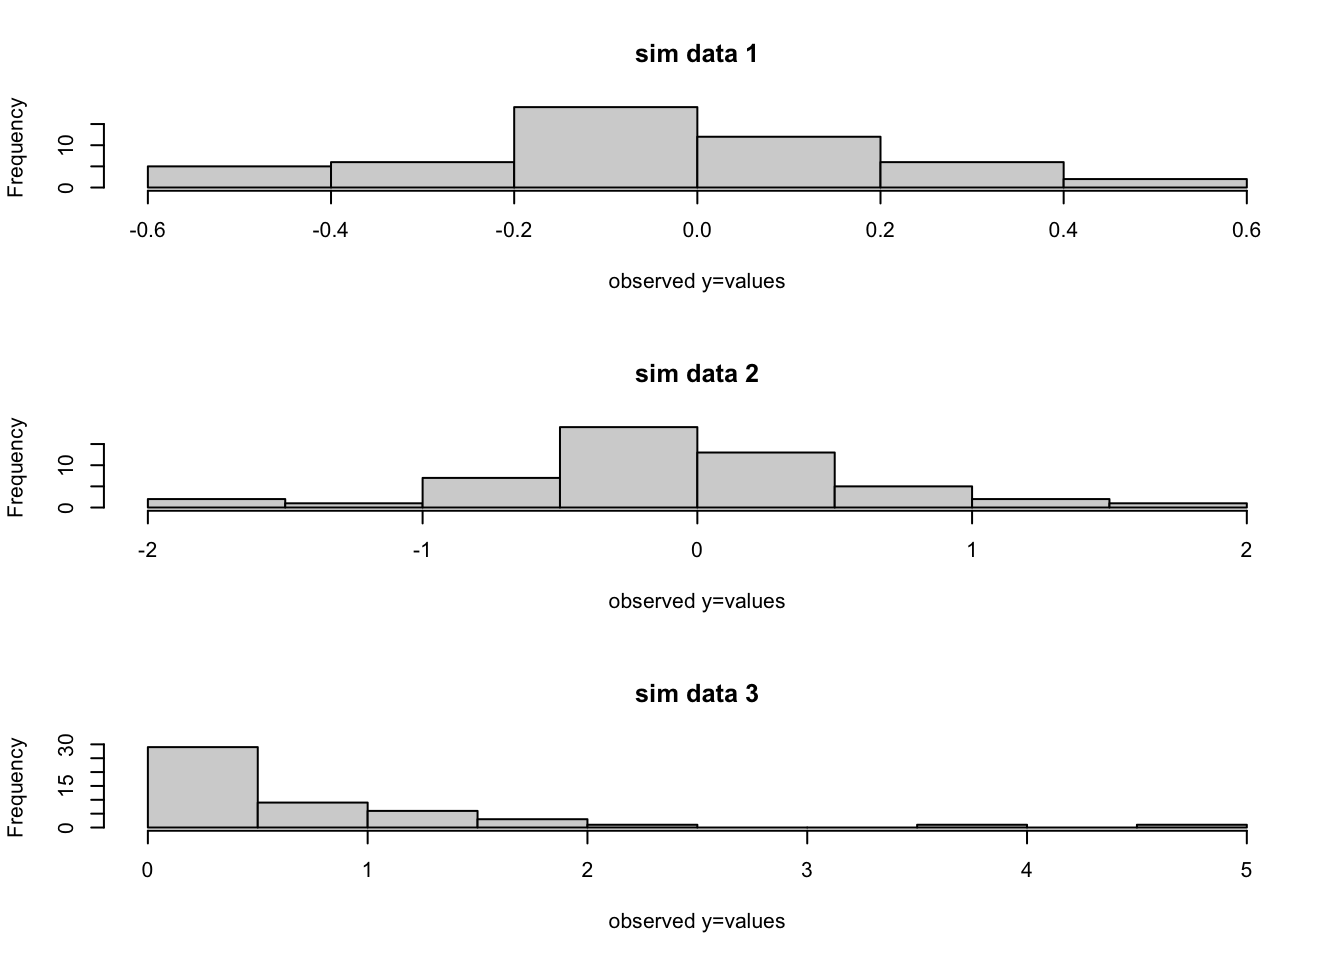 sim data 1
Frequency
0 10
-0.6 -0.4 -0.2 0.0 0.2 0.4 0.6
observed y=values
sim data 2
Frequency
0 10
-2 -1 0 1 2
observed y=values
sim data 3
Frequency
0 15 30
0 1 2 3 4 5
observed y=values